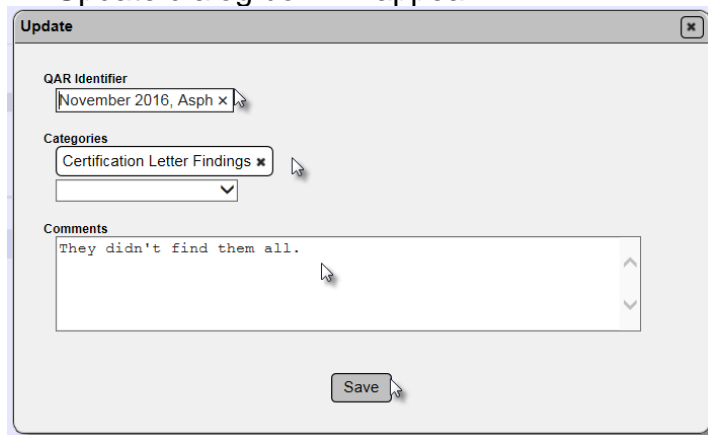 Update
QAR Identifier
November 2016, Asph ×
Categories
Certification Letter Findings ×
Comments
They didn't find them all.
Save